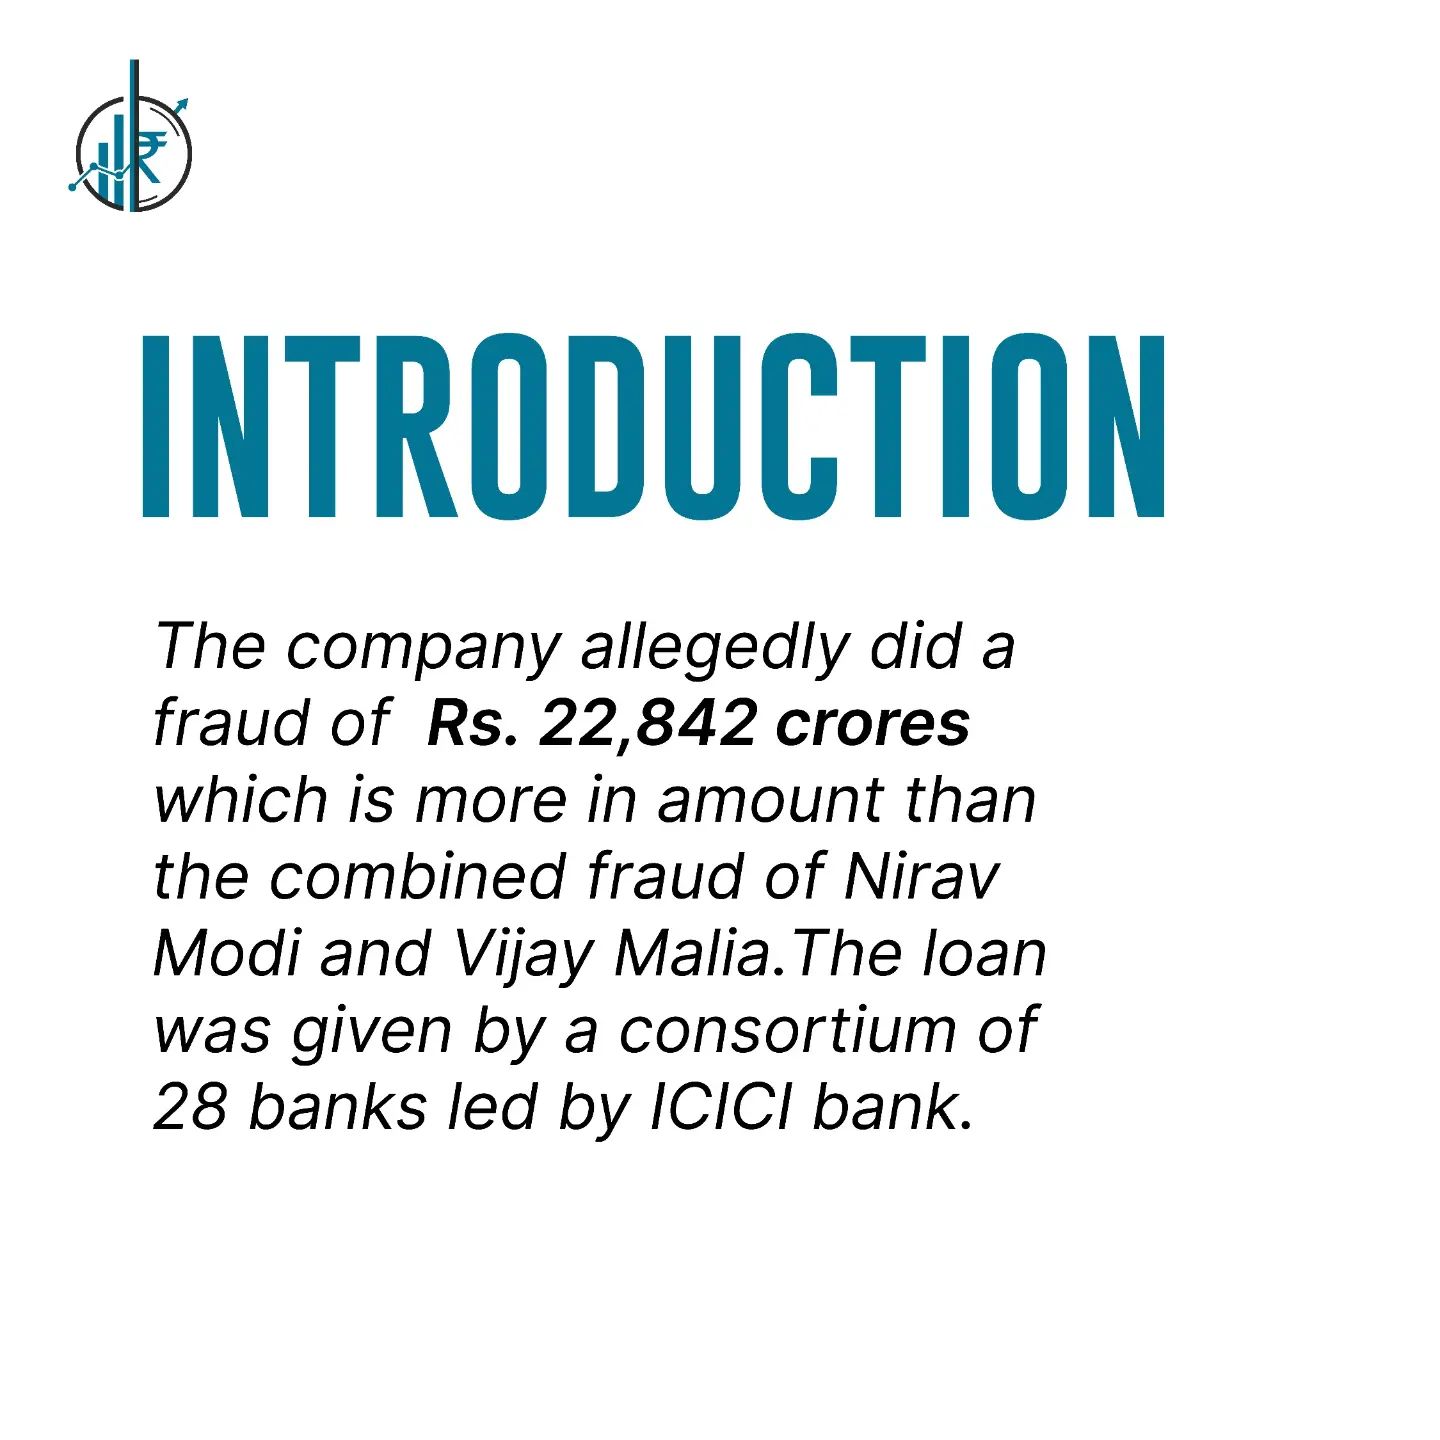 INTRODUCTION
The company allegedly did a
fraud of Rs. 22,842 crores
which is more in amount than
the combined fraud of Nirav
Modi and Vijay Malia.The loan
was given by a consortium of
28 banks led by ICICI bank.